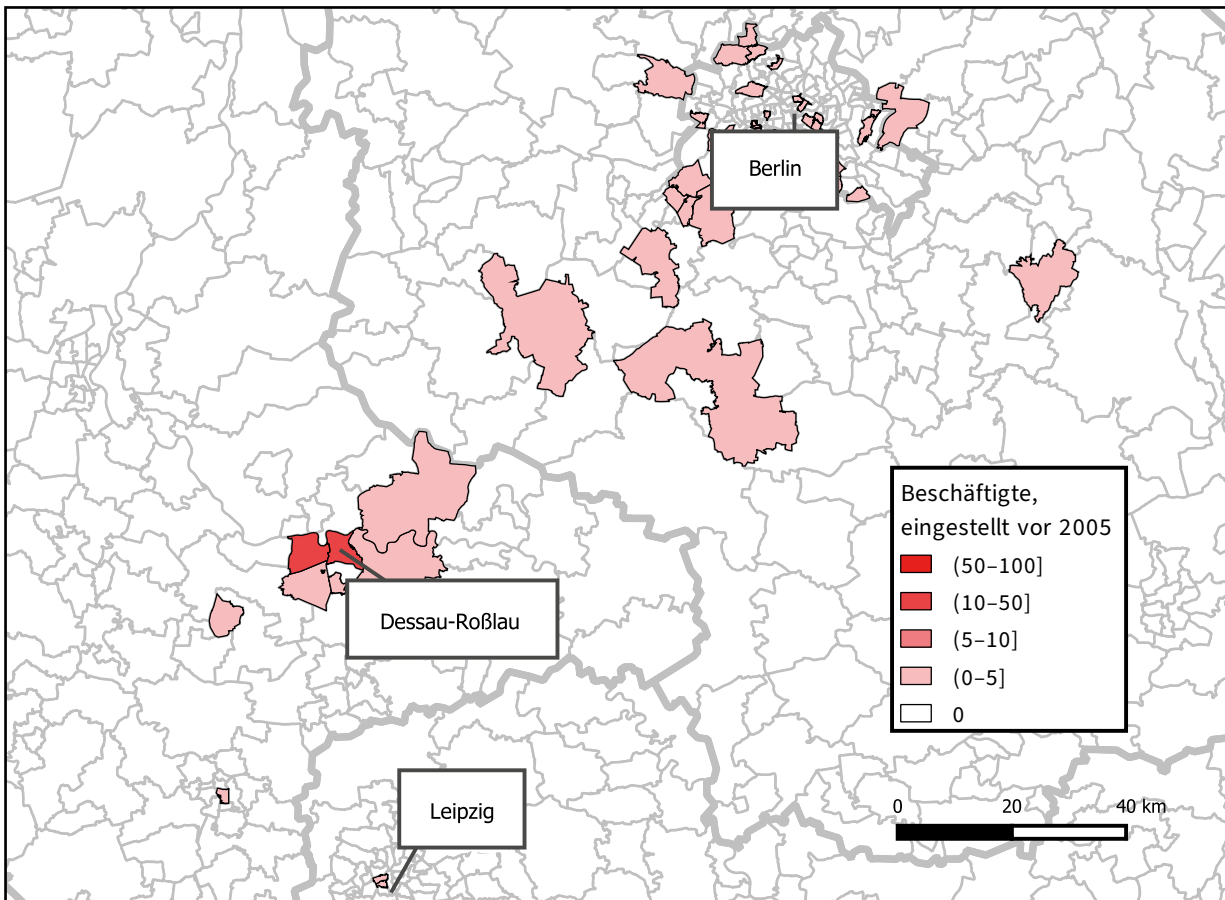 Berlin
Beschäftigte,
eingestellt vor 2005
(50–100]
(10–50]
(5–10]
(0–5]
0
Dessau-Roßlau
Leipzig
0 20 40 km